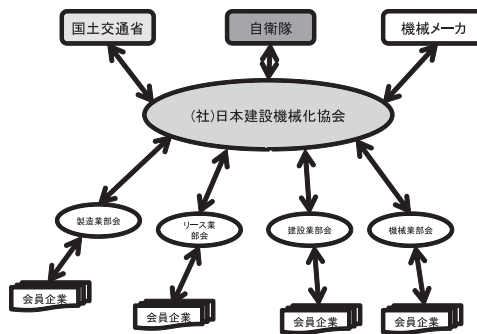 国土交通省
自衛隊
機械メーカ
(社)日本建設機械化協会
製造業部会
リース業
部会
建設業部会
機械業部会
会員企業
会員企業
会員企業
会員企業